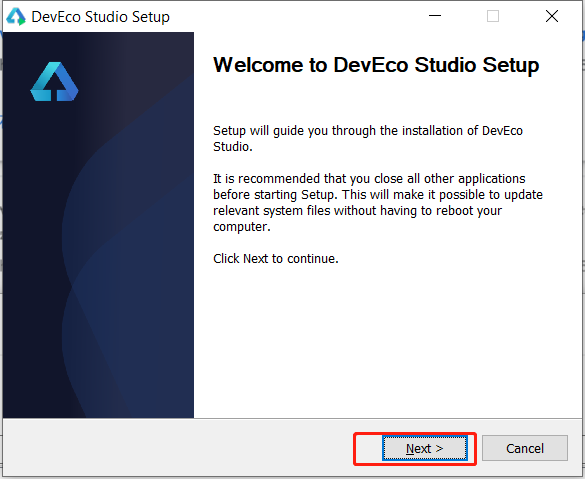 DevEco Studio Setup
Welcome to DevEco Studio Setup
Setup will guide you through the installation of DevEco
Studio.
It is recommended that you close all other applications
before starting Setup. This will make it possible to update
relevant system files without having to reboot your
computer.
Click Next to continue.
Next >
Cancel